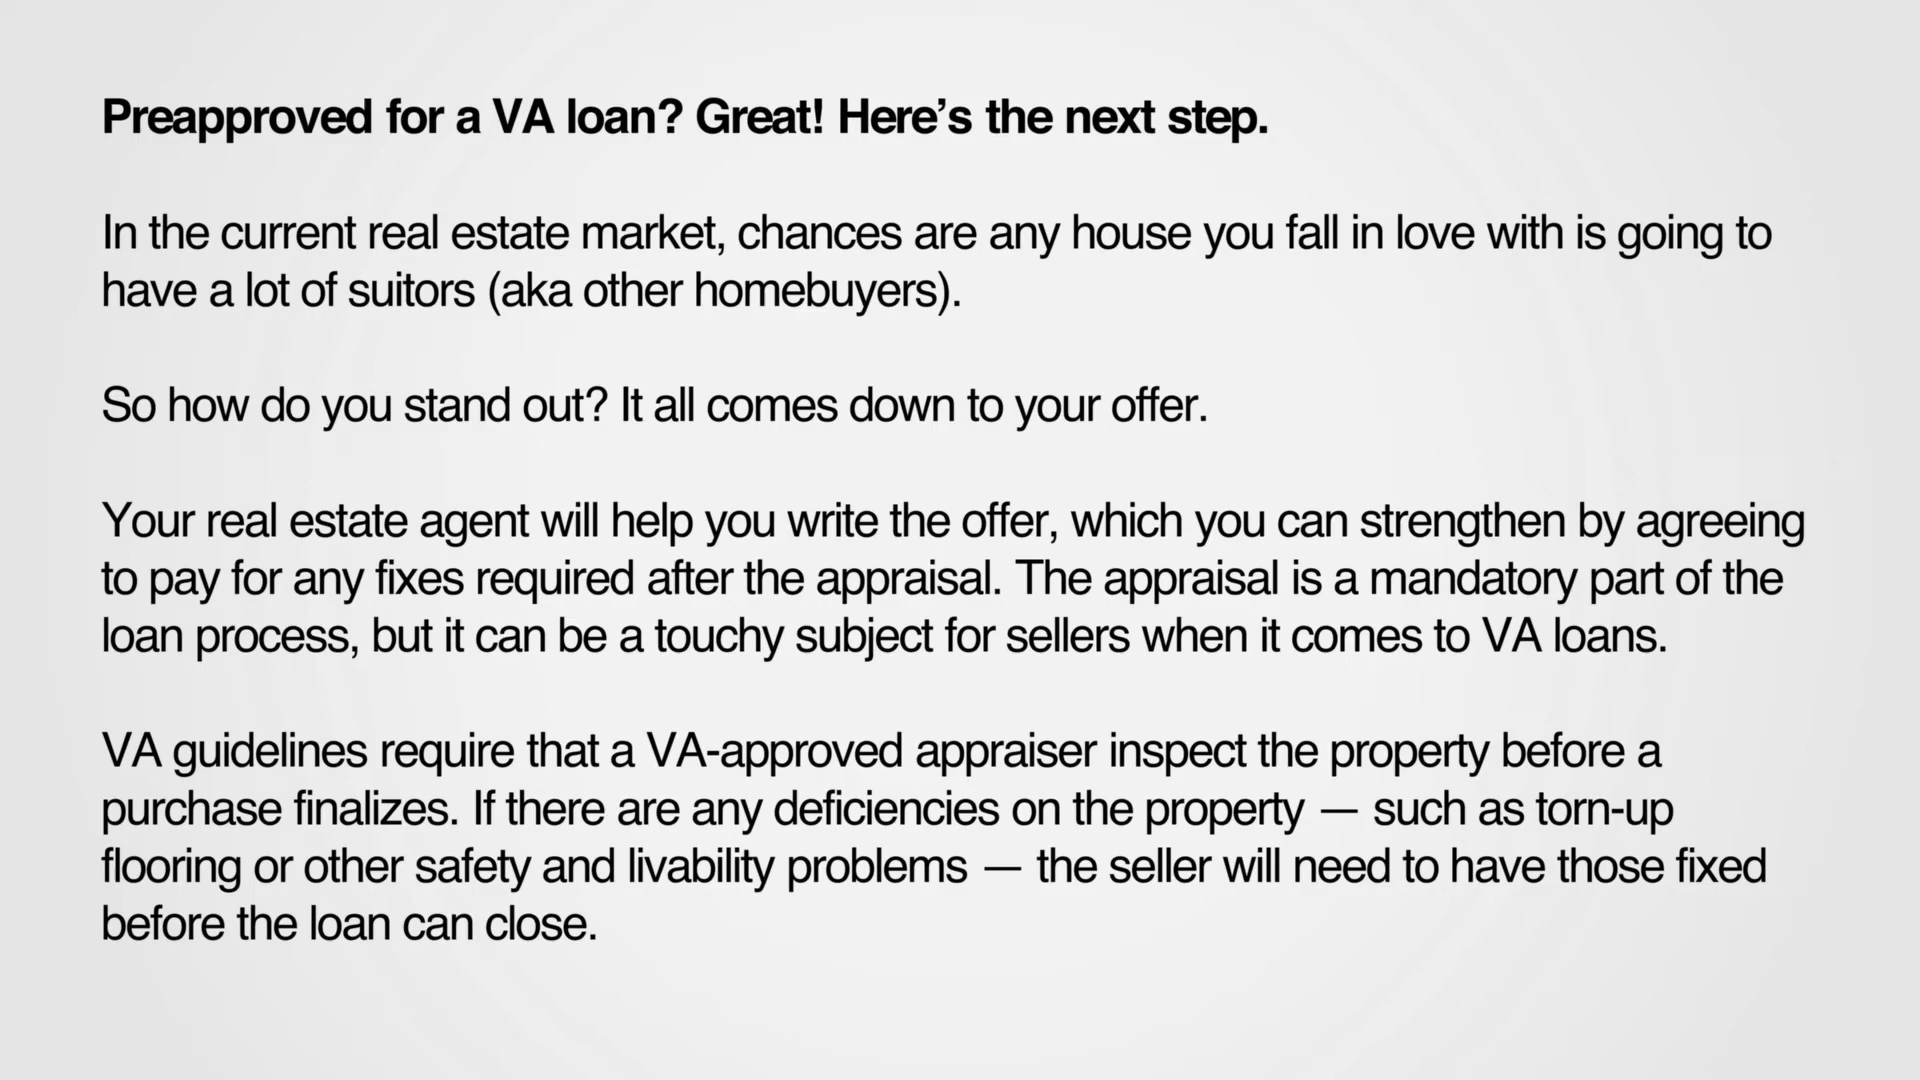 Preapproved for a VA loan? Great! Here’s the next step.
In the current real estate market, chances are any house you fall in love with is going to
have a lot of suitors (aka other homebuyers).
So how do you stand out? It all comes down to your offer.
Your real estate agent will help you write the offer, which you can strengthen by agreeing
to pay for any fixes required after the appraisal. The appraisal is a mandatory part of the
loan process, but it can be a touchy subject for sellers when it comes to VA loans.
VA guidelines require that a VA-approved appraiser inspect the property before a
purchase finalizes. If there are any deficiencies on the property — such as torn-up
flooring or other safety and livability problems — the seller will need to have those fixed
before the loan can close.